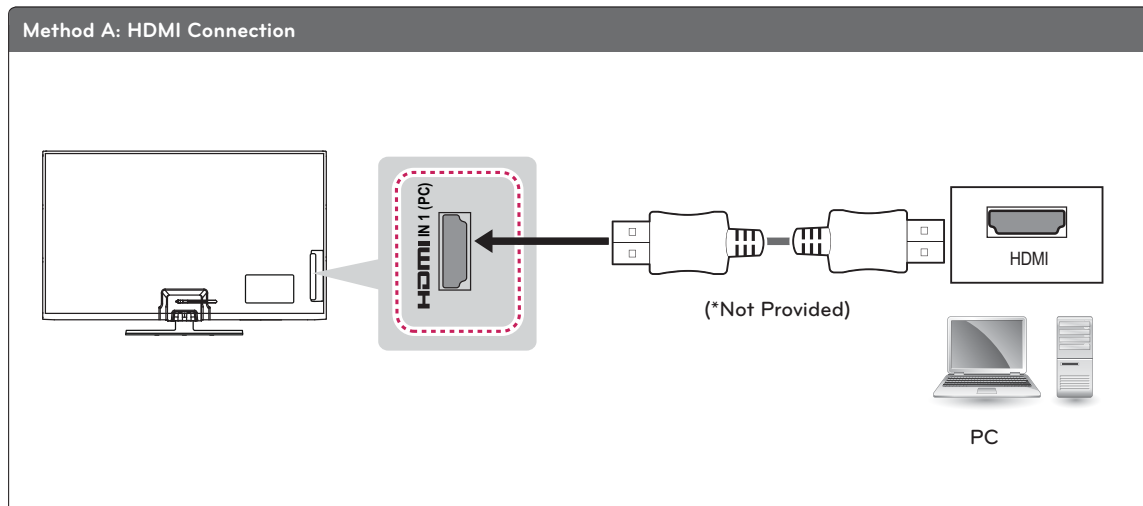 Method A: HDMI Connection
HDMI IN 1 (PC)
(*Not Provided)
HDMI
PC